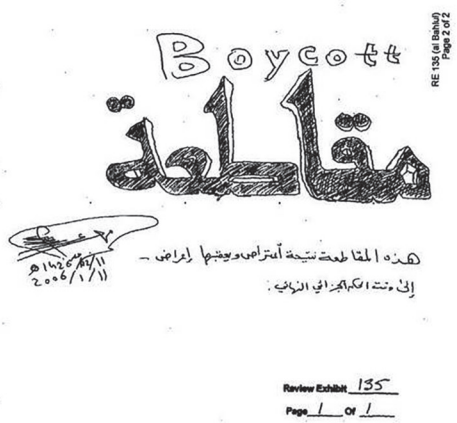 RE 135 (al Bahlul)
Page 2 of 2
Boycott
مقاطعة
هذه المقاطعة نتيجة اعتراض ويعقبها إعراض -
إلى وقت الحكم الجزائي النهائي.
2006/1/11
Review Exhibit 135
Page 1 Of 1